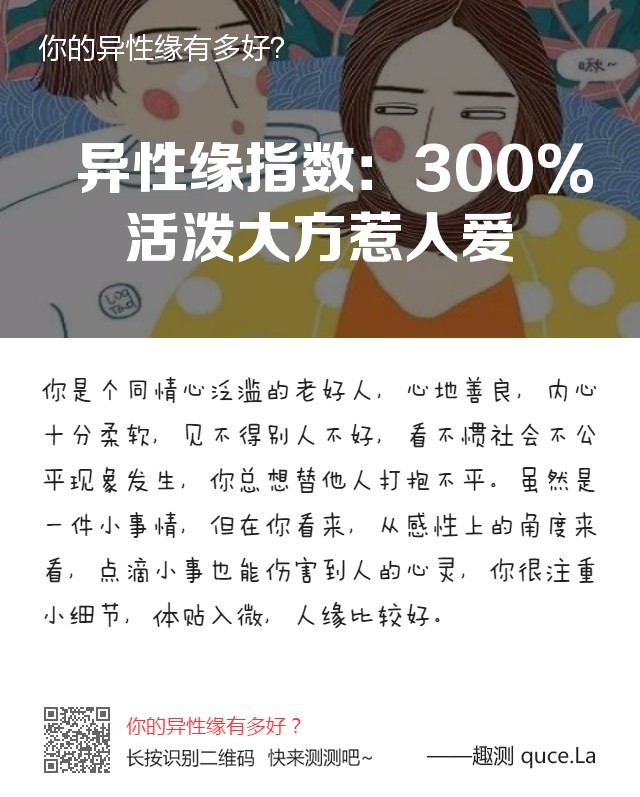 你的异性缘有多好?
啾~
异性缘指数：300%
活泼大方惹人爱
LOG
TAD
你是个同情心泛滥的老好人，心地善良，内心
十分柔软，见不得别人不好，看不惯社会不公
平现象发生，你总想替他人打抱不平。虽然是
一件小事情，但在你看来，从感性上的角度来
看，点滴小事也能伤害到人的心灵，你很注重
小细节，体贴入微，人缘比较好。
你的异性缘有多好？
长按识别二维码 快来测测吧~
——趣测 quce.La